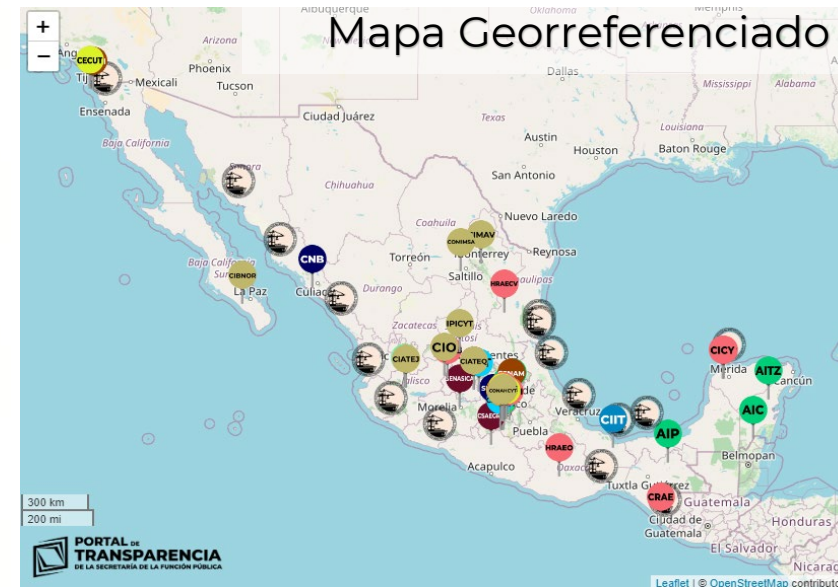 Mapa Georreferenciado
+
−
Albuquerque
Oklahoma
Memphis
Arizona
Phoenix
Dallas
Mississippi
Alabama
CECUT
Mexicali
Tucson
Ensenada
Ciudad Juárez
Texas
Louisiana
Austin
Houston
Baton Rouge
Baja California
San Antonio
Sonora
Chihuahua
Nuevo Laredo
Coahuila
COMIMSA
Monterrey
Reynosa
CNB
Torreón
Saltillo
CIBNOR
La Paz
Durango
HRAECV
IPICYT
Zacatecas
CIO
CIATEJ
CIATEQ
CICY
Mérida
AITZ
Cancún
CONAHCYT
Morelia
Veracruz
CIIT
AIC
Puebla
AIP
HRAEO
Oaxaca
Belmopan
Acapulco
Tuxtla Gutiérrez
CRAE
Guatemala
Ciudad de
Guatemala
Honduras
El Salvador
300 km
200 mi
PORTAL DE
TRANSPARENCIA
DE LA SECRETARÍA DE LA FUNCIÓN PÚBLICA
Leaflet | © OpenStreetMap contributo